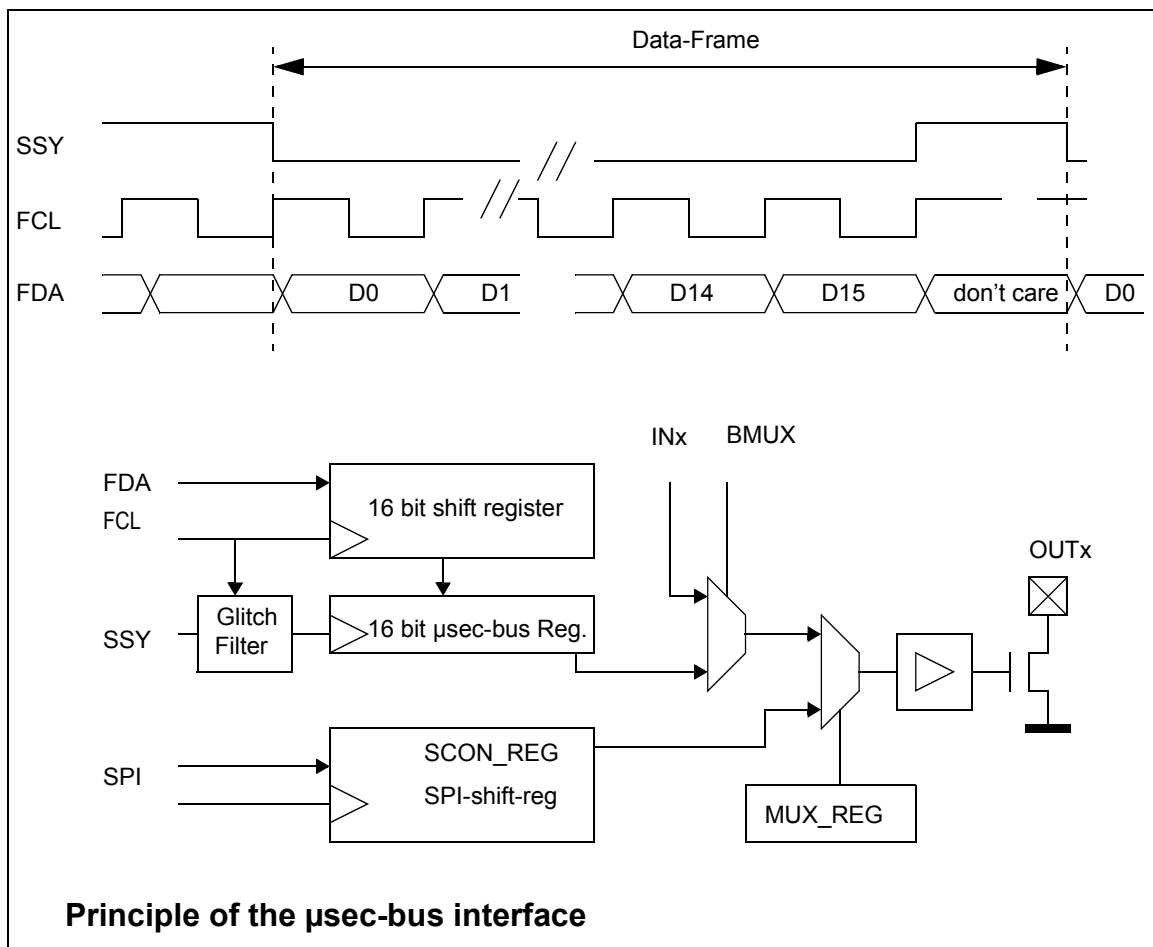 Data-Frame
SSY
FCL
FDA
D0
D1
D14
D15
don't care
D0
INx
BMUX
FDA
FCL
16 bit shift register
OUTx
SSY
Glitch
Filter
16 bit µsec-bus Reg.
SPI
SCON_REG
SPI-shift-reg
MUX_REG
Principle of the µsec-bus interface